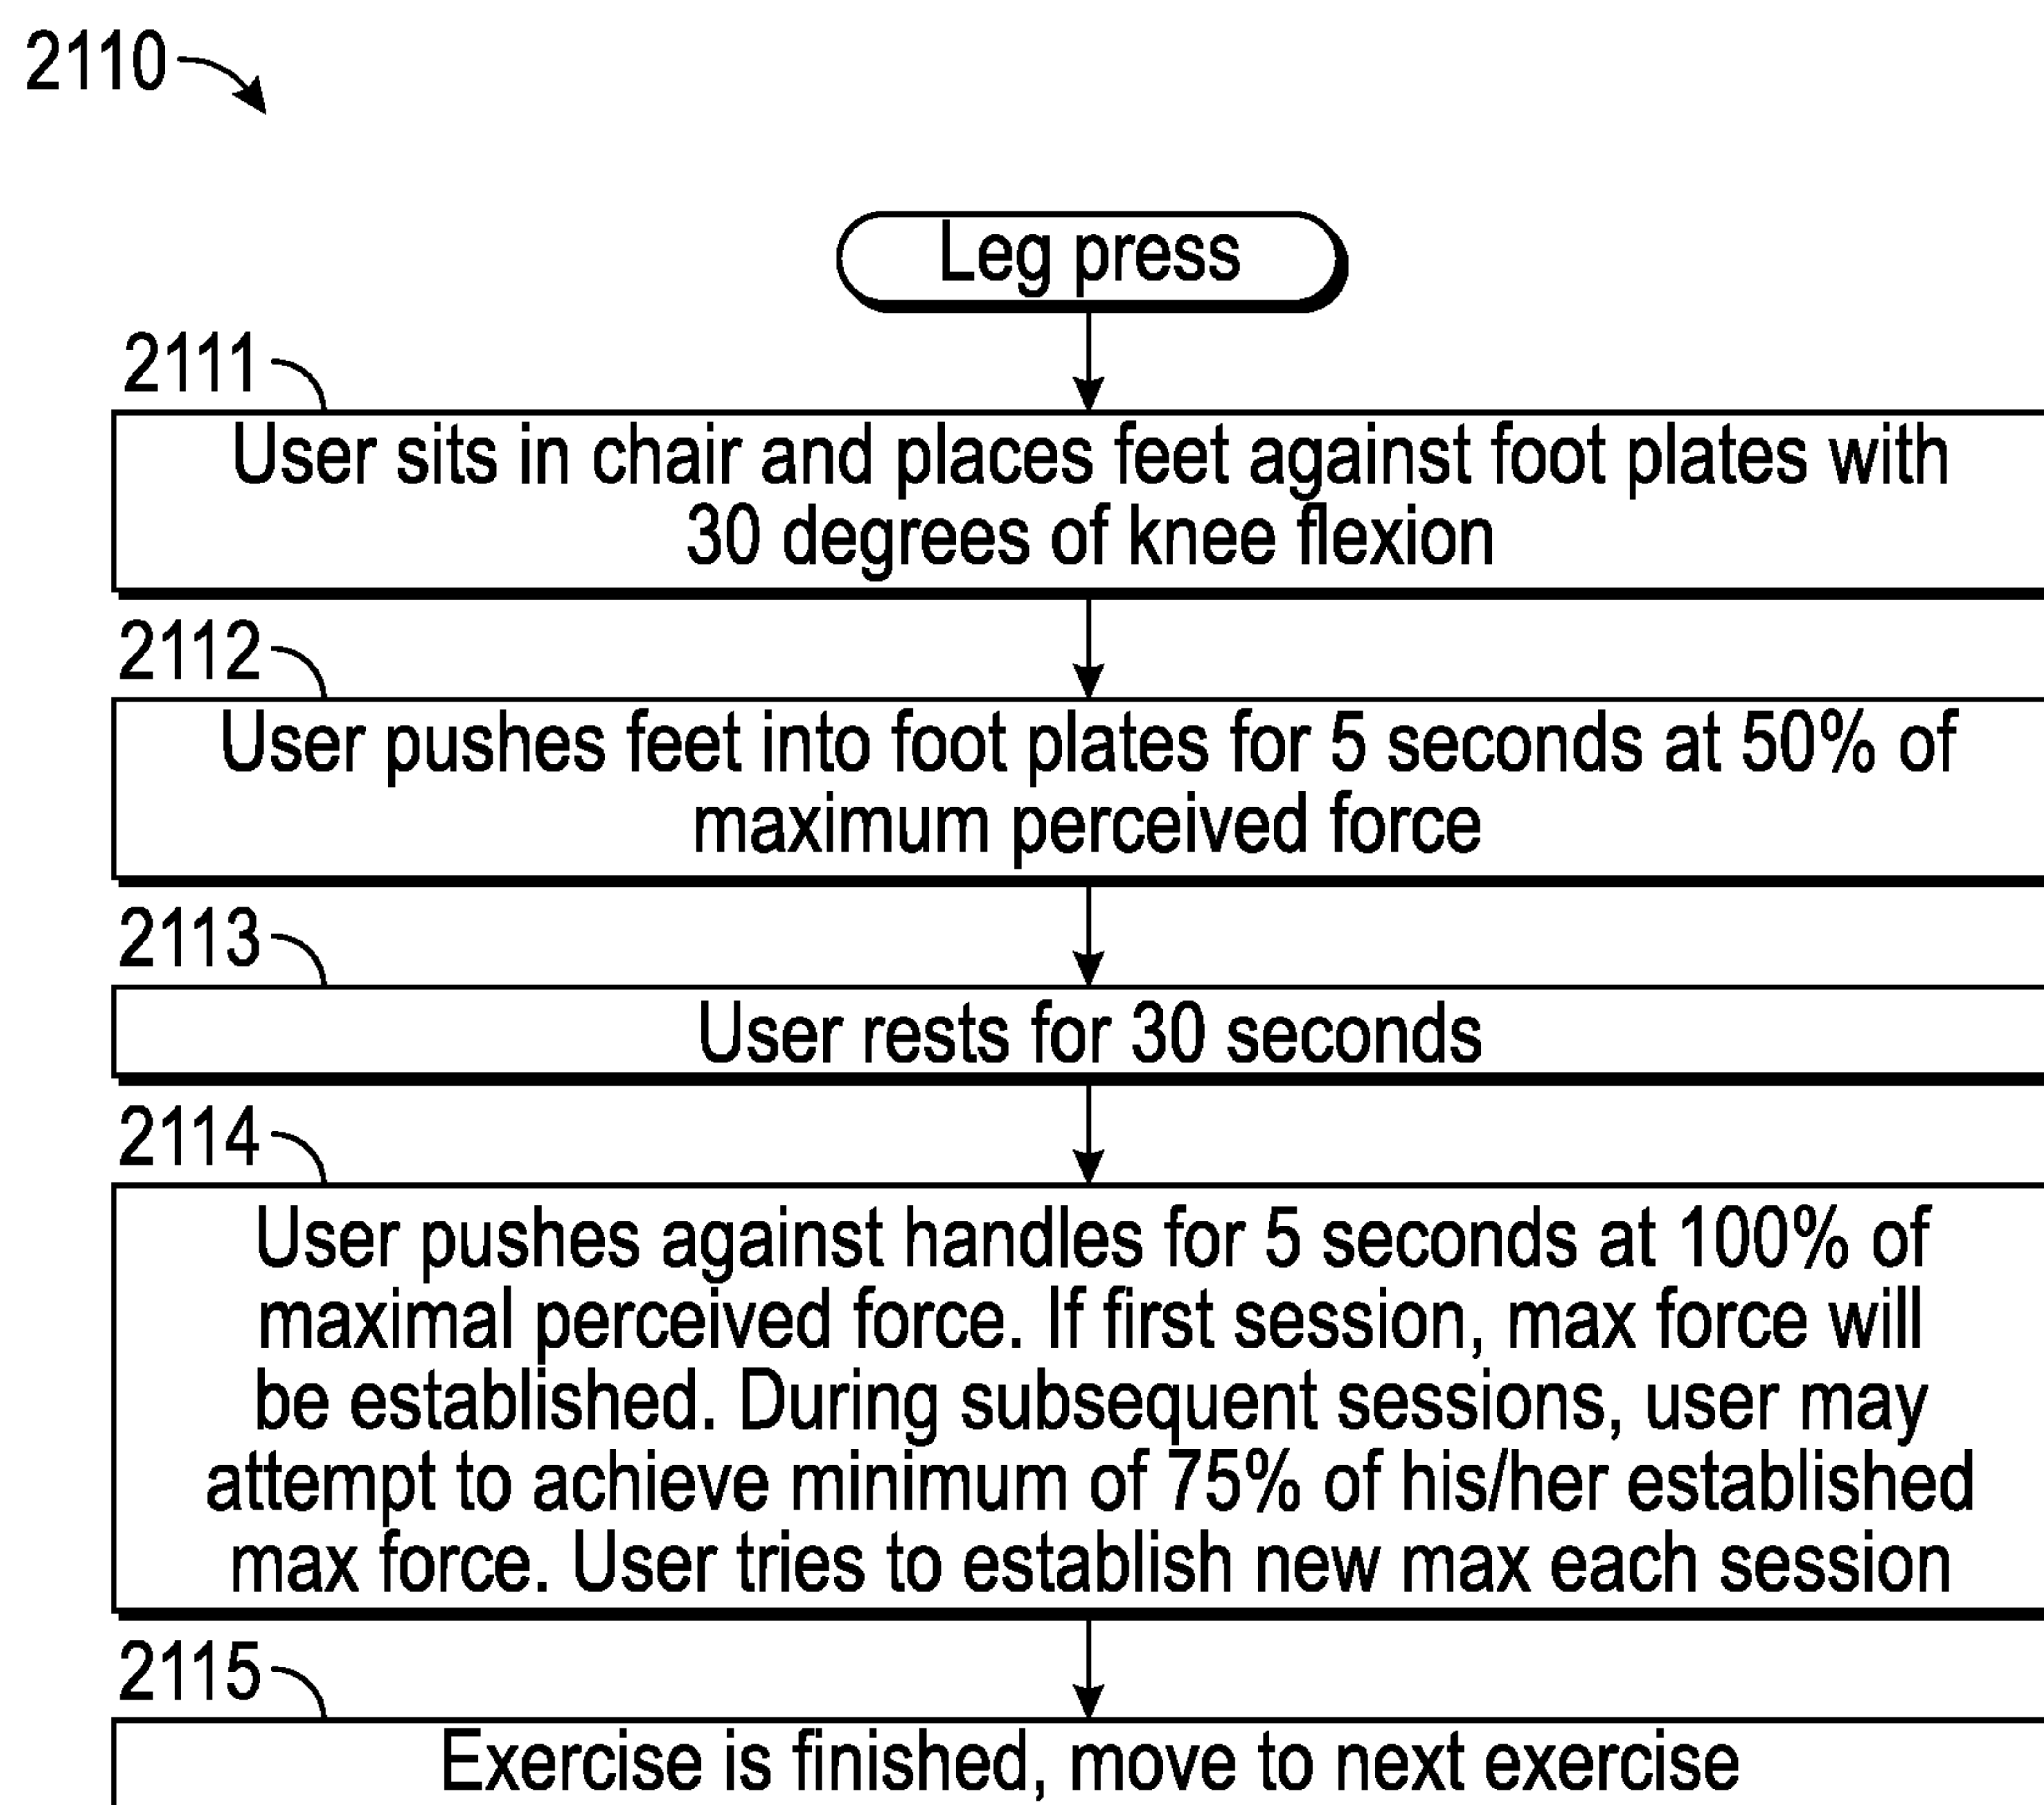 2110
Leg press
2111
User sits in chair and places feet against foot plates with
30 degrees of knee flexion
2112
User pushes feet into foot plates for 5 seconds at 50% of
maximum perceived force
2113
User rests for 30 seconds
2114
User pushes against handles for 5 seconds at 100% of
maximal perceived force. If first session, max force will
be established. During subsequent sessions, user may
attempt to achieve minimum of 75% of his/her established
max force. User tries to establish new max each session
2115
Exercise is finished, move to next exercise